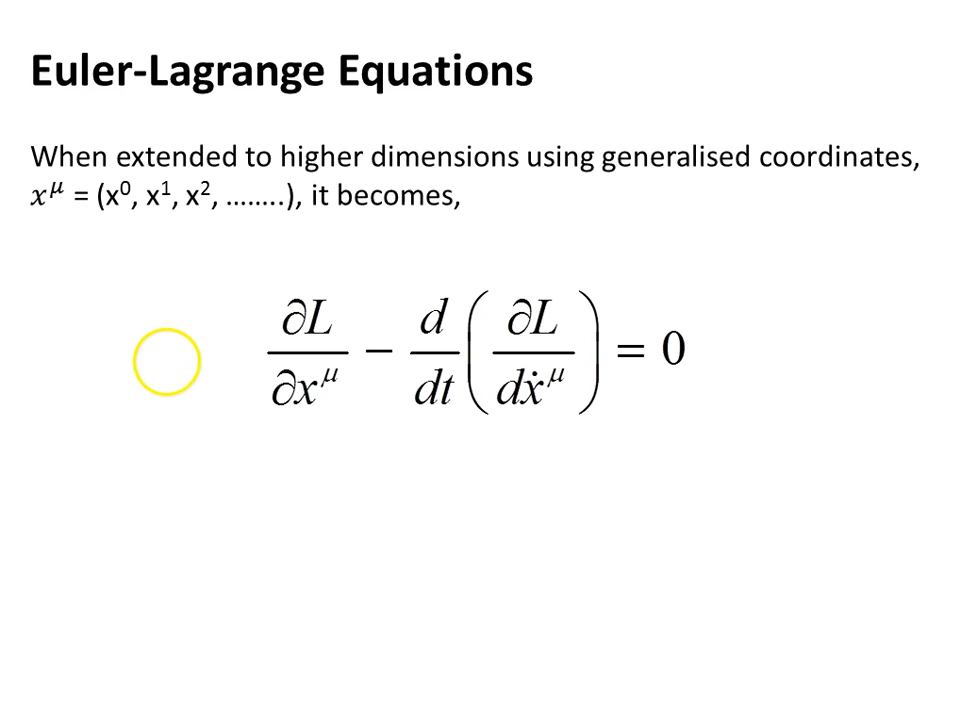 Euler-Lagrange Equations
When extended to higher dimensions using generalised coordinates,
𝑥^𝜇 = (x⁰, x¹, x², ……..), it becomes,
∂L/∂x^μ − d/dt (∂L/dẋ^μ) = 0